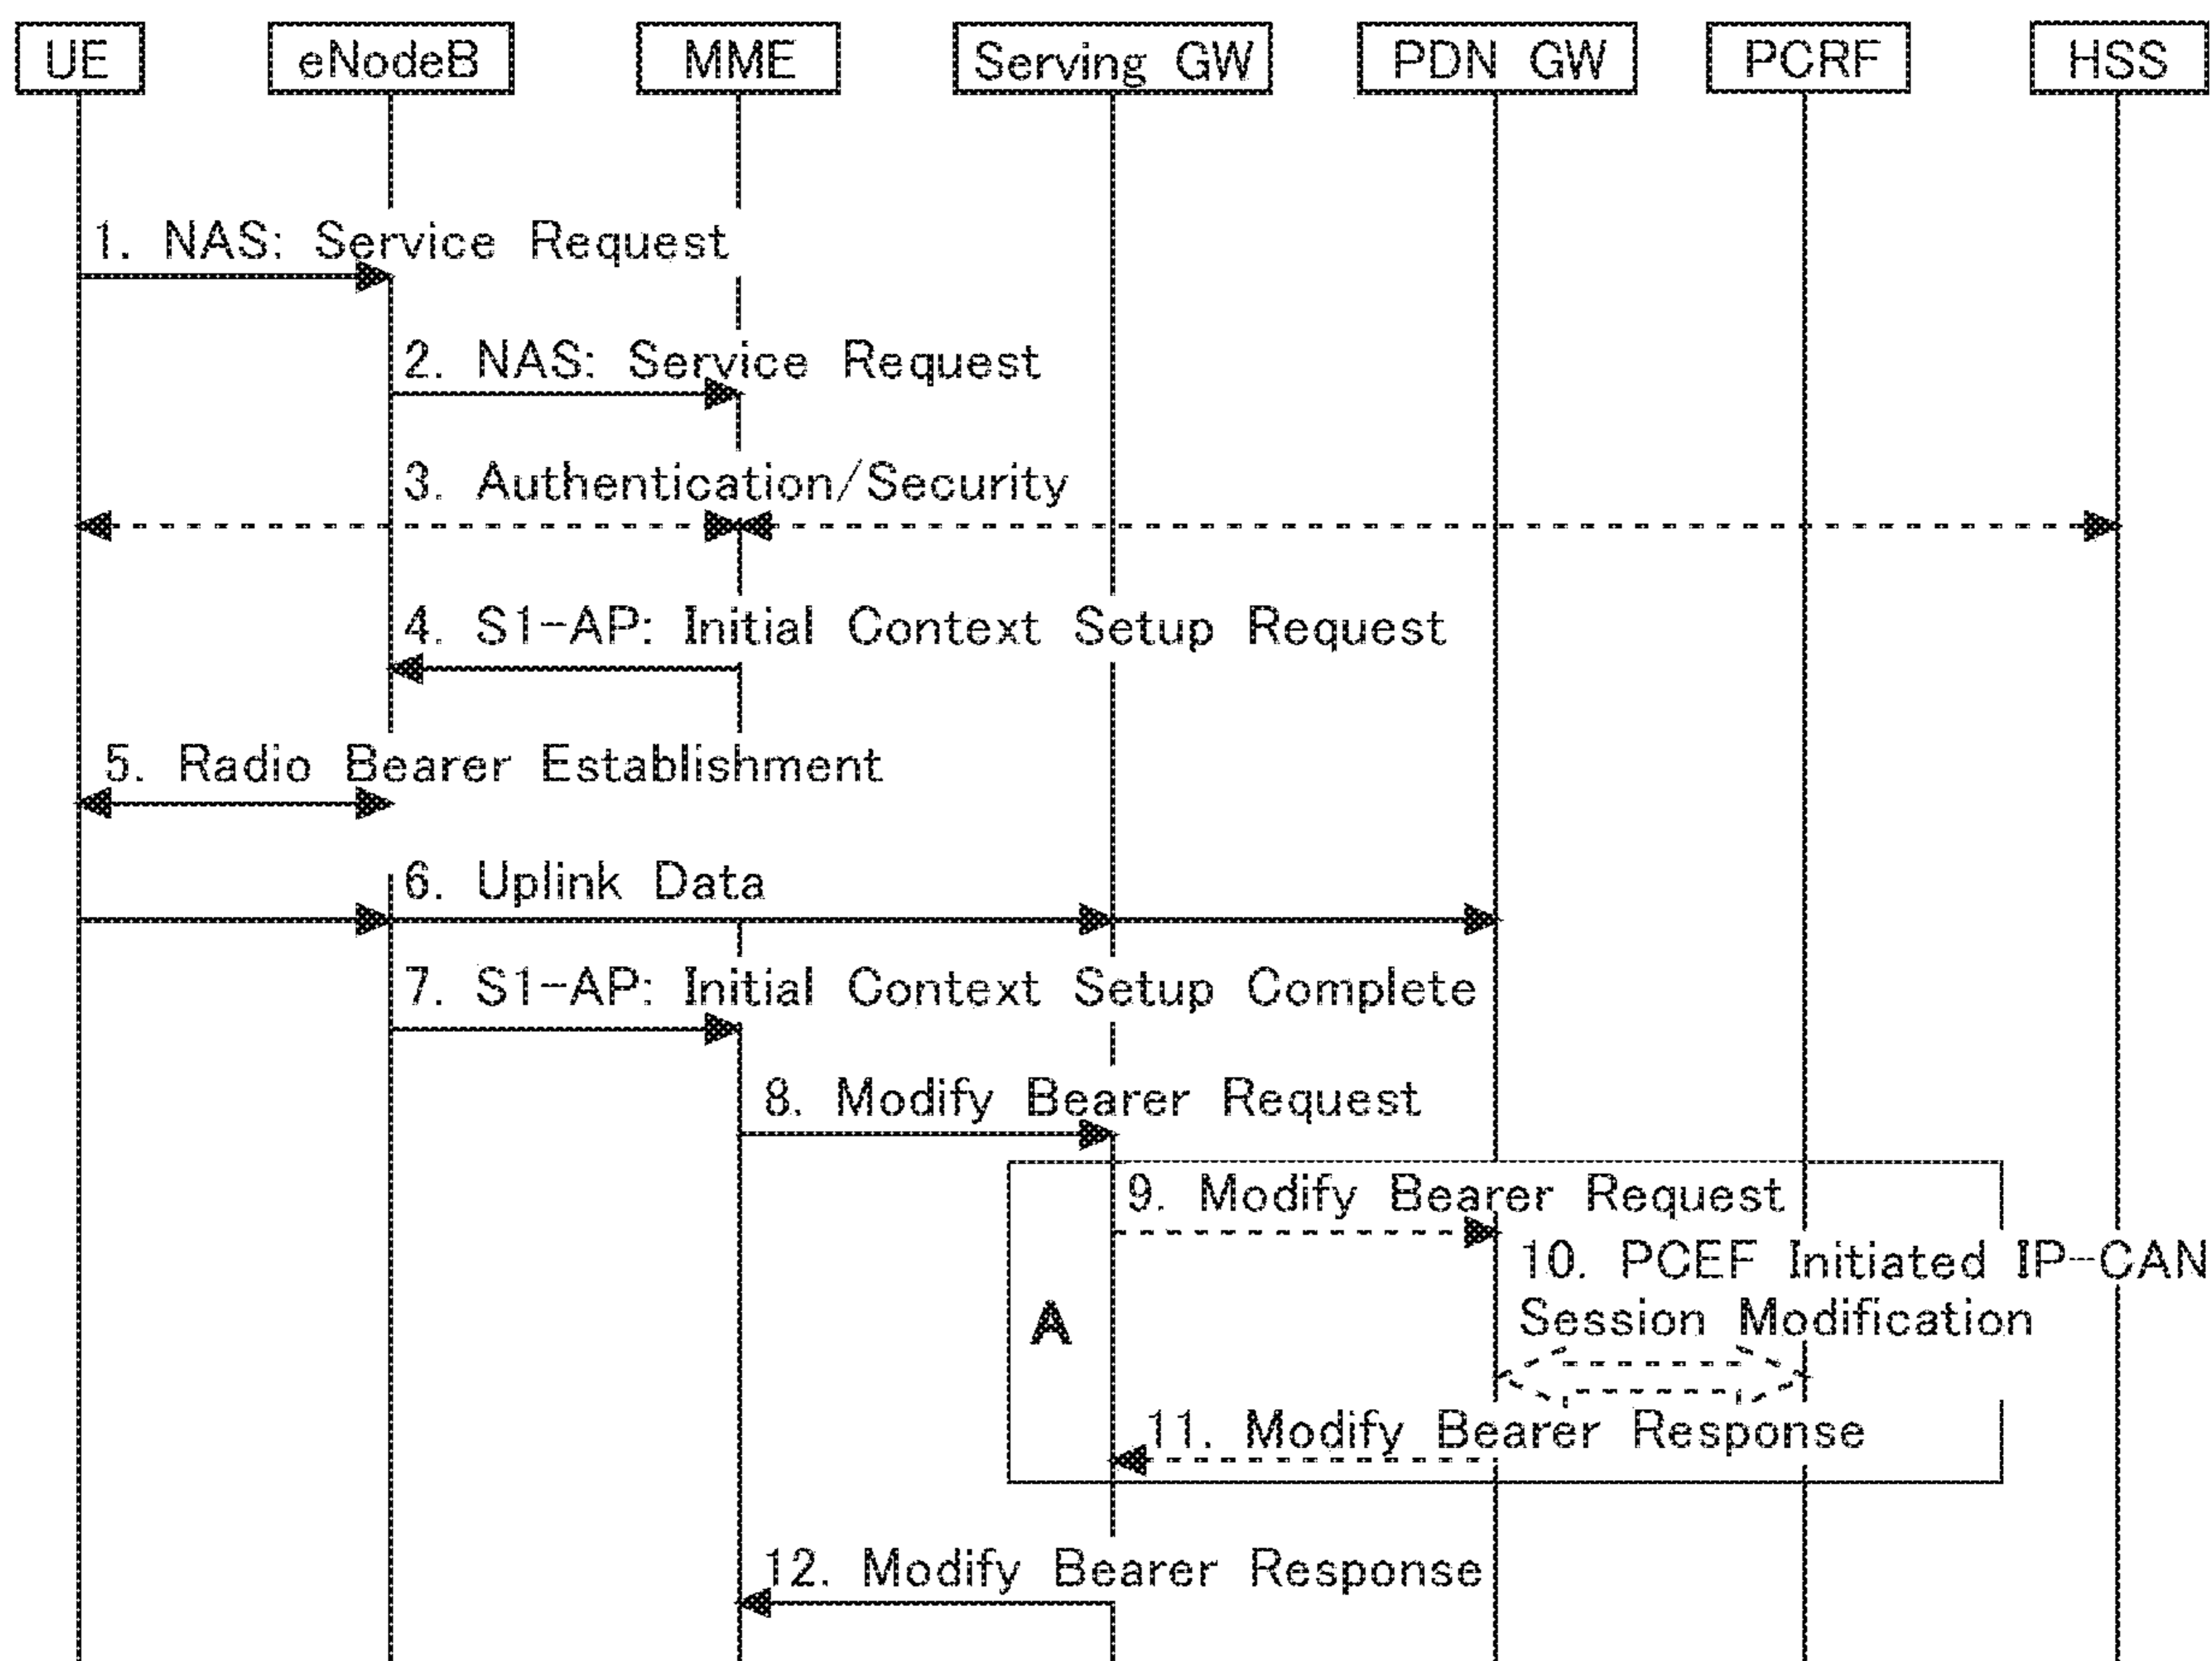 UE eNodeB MME Serving GW PDN GW PCRF HSS
1. NAS: Service Request
2. NAS: Service Request
3. Authentication/Security
4. S1-AP: Initial Context Setup Request
5. Radio Bearer Establishment
6. Uplink Data
7. S1-AP: Initial Context Setup Complete
8. Modify Bearer Request
9. Modify Bearer Request
10. PCEF Initiated IP-CAN
Session Modification
A
11. Modify Bearer Response
12. Modify Bearer Response